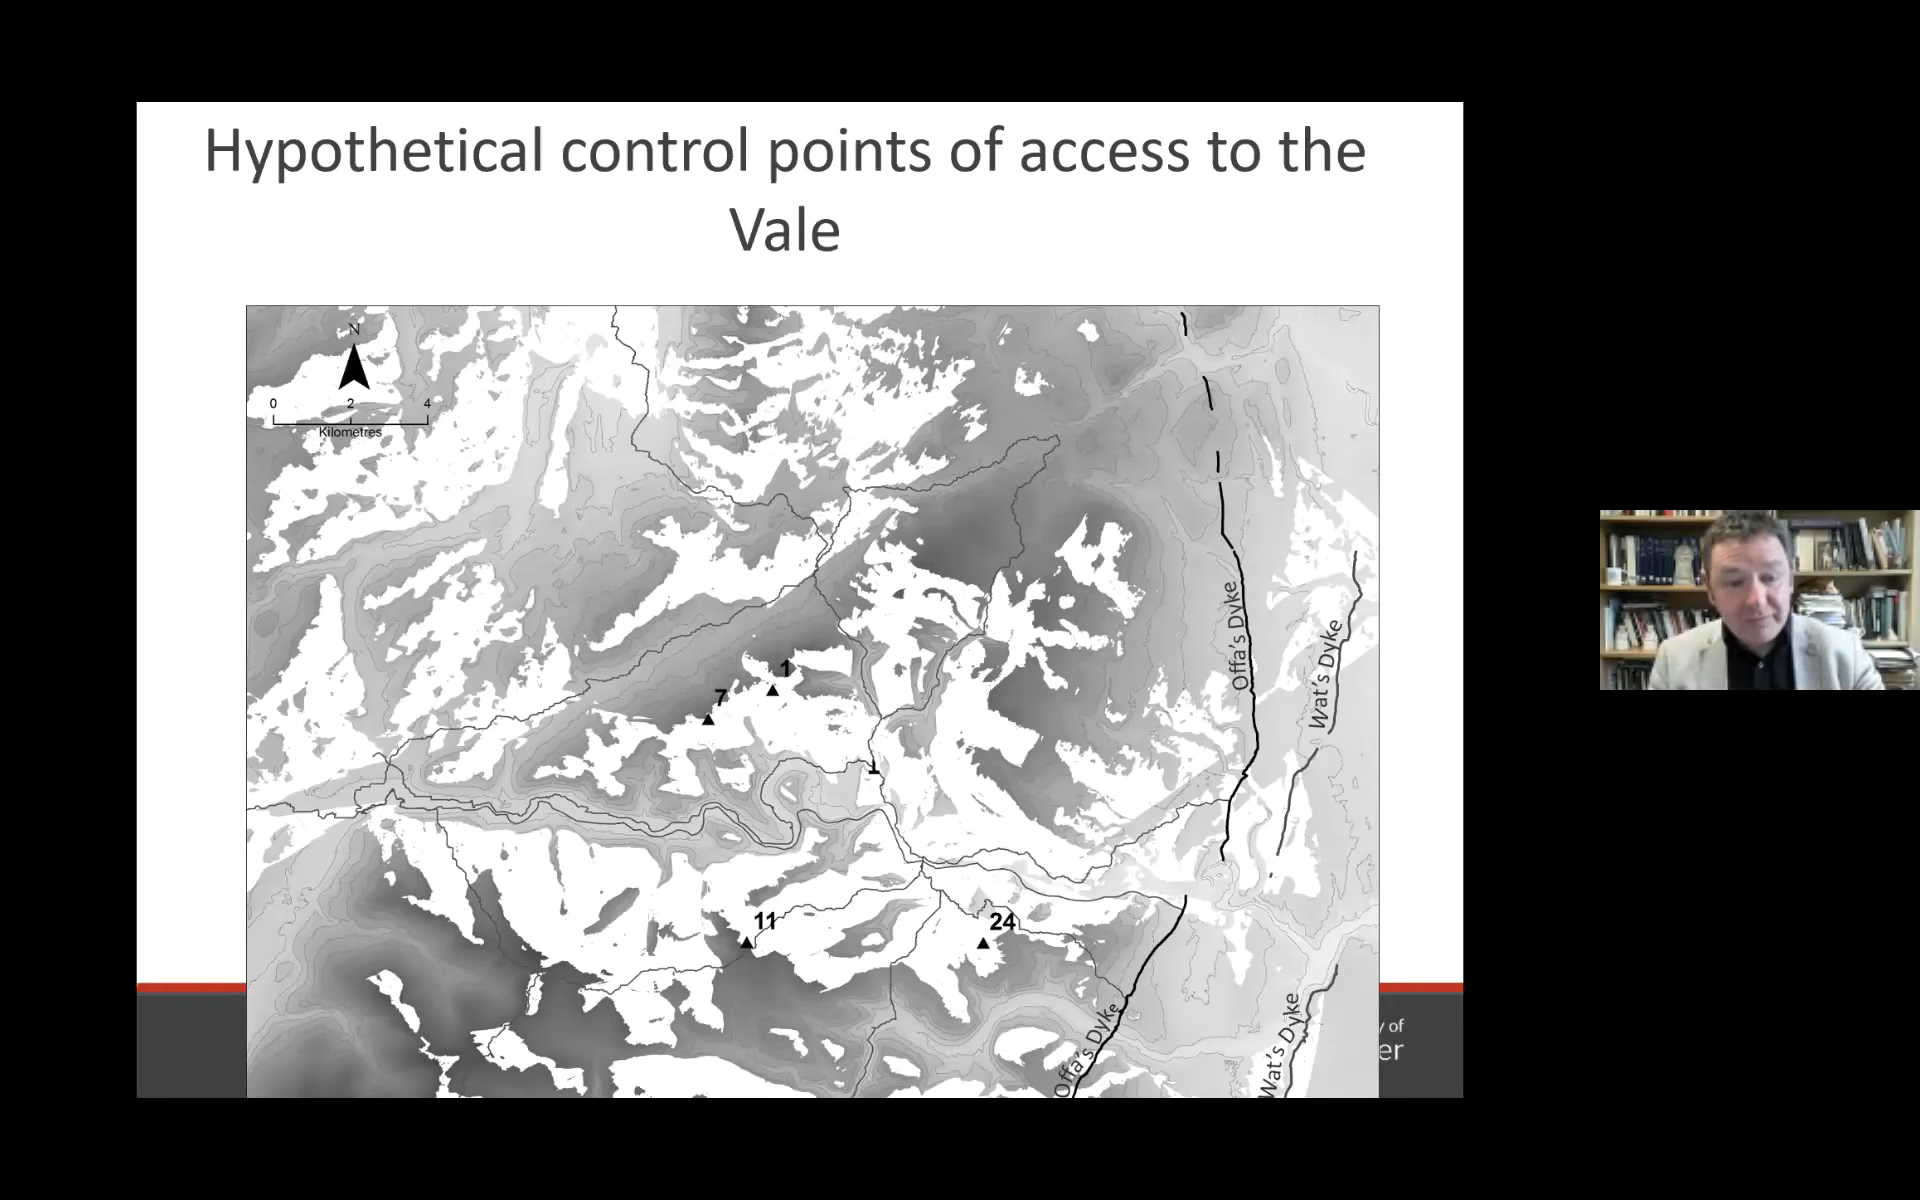 Hypothetical control points of access to the
Vale
N
0 2 4
Kilometres
1
7
1
11
24
Offa's Dyke
Wat's Dyke
Offa's Dyke
Wat's Dyke
y of
er